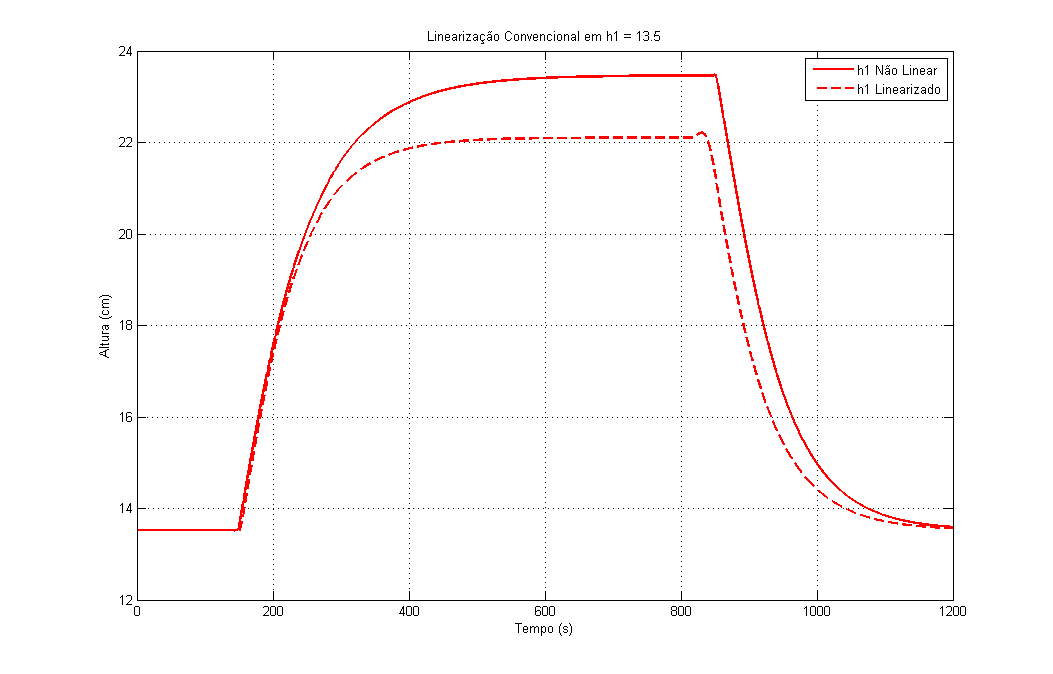 Linearização Convencional em h1 = 13.5
h1 Não Linear
h1 Linearizado
24
22
20
18
16
14
12
Altura (cm)
0 200 400 600 800 1000 1200
Tempo (s)